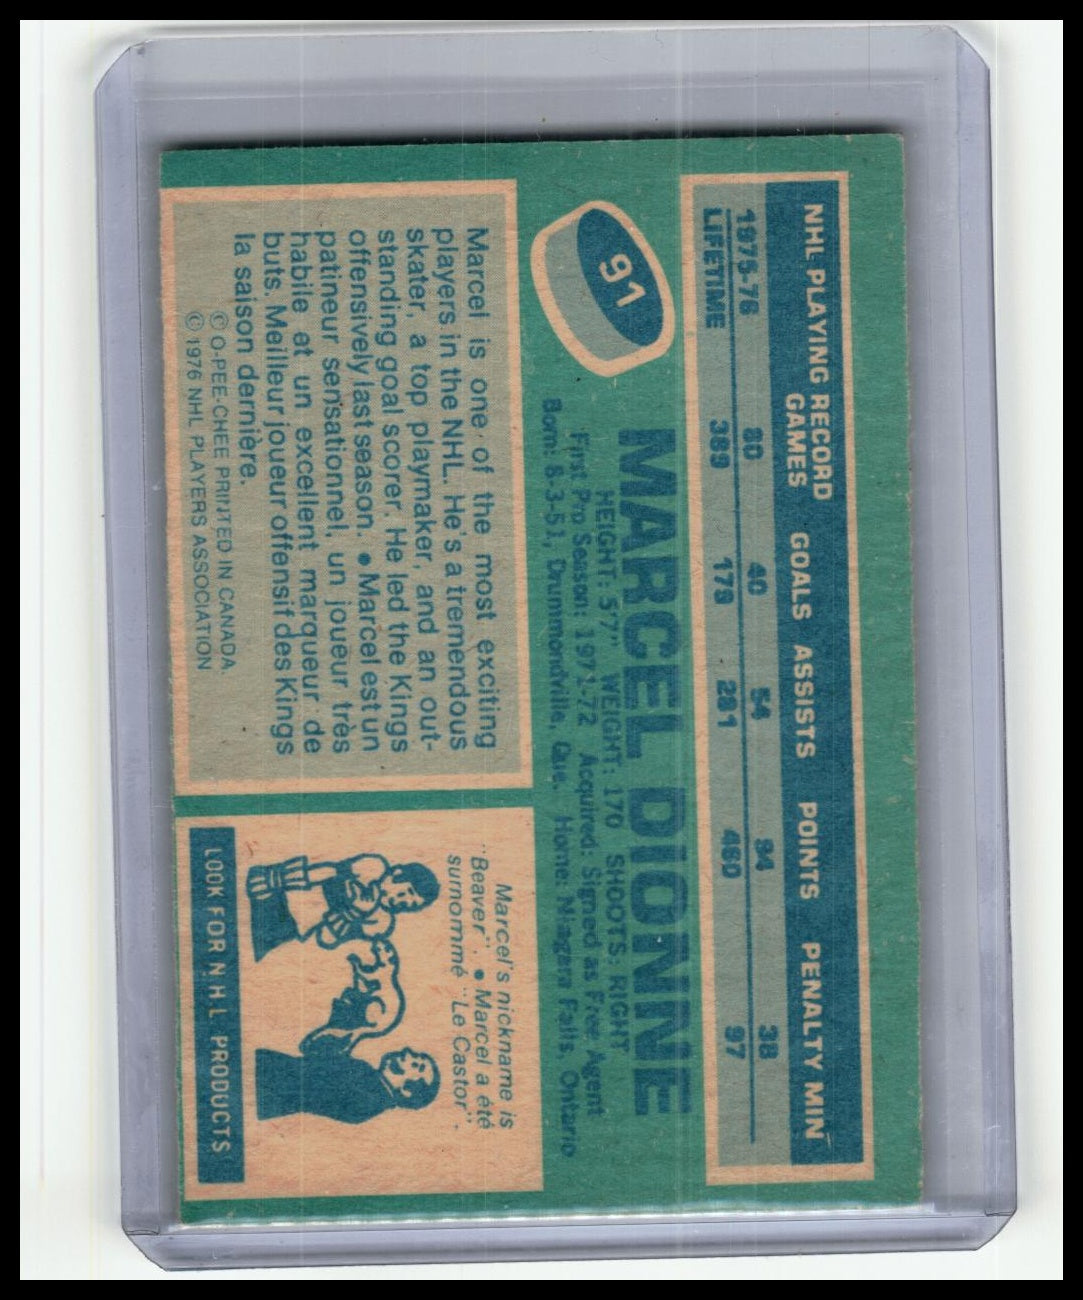 NHL PLAYING RECORD
GAMES GOALS ASSISTS POINTS PENALTY MIN
1975-76 80 40 54 94 38
LIFETIME 389 179 281 460 97
91
MARCEL DIONNE
HEIGHT: 5'7" WEIGHT: 170 SHOOTS: RIGHT
First Pro Season: 1971-72 Acquired: Signed as Free Agent
Born: 8-3-51, Drummondville, Que. Home: Niagara Falls, Ontario
Marcel is one of the most exciting
players in the NHL. He's a tremendous
skater, a top playmaker, and an out-
standing goal scorer. He led the Kings
offensively last season. • Marcel est un
patineur sensationnel, un joueur très
habile et un excellent marqueur de
buts. Meilleur joueur offensif des Kings
la saison dernière.
© O-PEE-CHEE PRINTED IN CANADA
© 1976 NHL PLAYERS ASSOCIATION
Marcel's nickname is
"Beaver". • Marcel a été
surnommé "Le Castor".
LOOK FOR N H L PRODUCTS